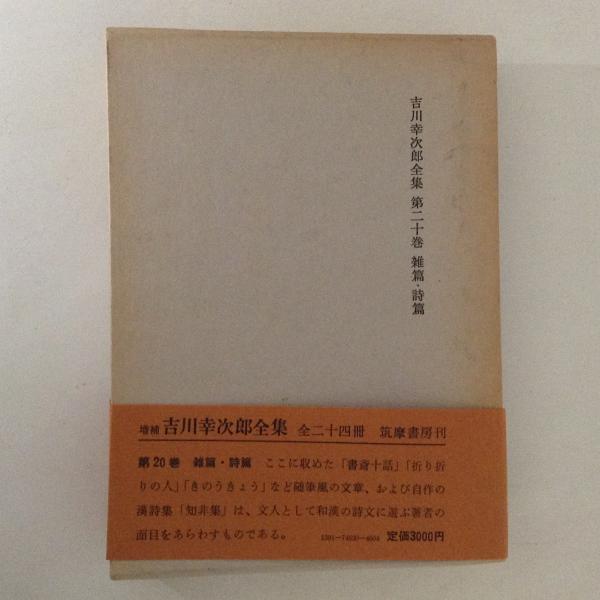 吉川幸次郎全集 第二十巻 雑篇・詩篇
増補 吉川幸次郎全集 全二十四冊 筑摩書房刊
第20巻 雑篇・詩篇 ここに収めた「書斎十話」「折り折
りの人」「きのうきょう」など随筆風の文章、および自作の
漢詩集「知非集」は、文人として和漢の詩文に遊ぶ著者の
面目をあらわすものである。 定価3000円